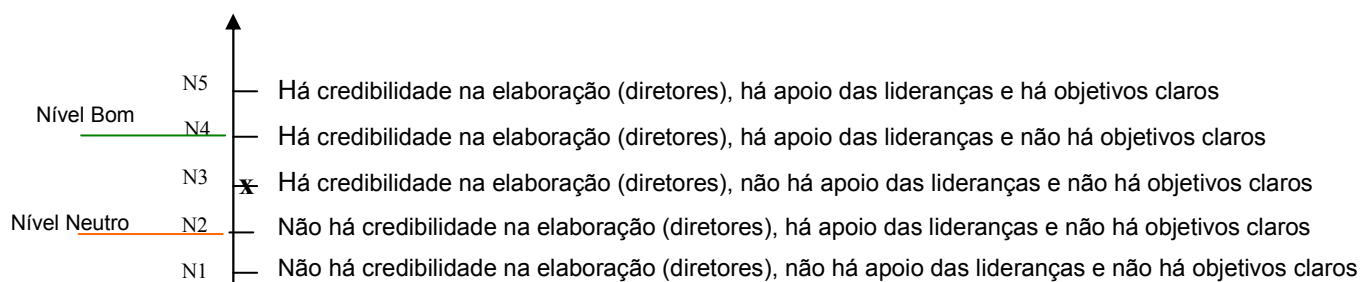 N5 Há credibilidade na elaboração (diretores), há apoio das lideranças e há objetivos claros
Nível Bom
N4 Há credibilidade na elaboração (diretores), há apoio das lideranças e não há objetivos claros
N3 x Há credibilidade na elaboração (diretores), não há apoio das lideranças e não há objetivos claros
Nível Neutro N2 Não há credibilidade na elaboração (diretores), há apoio das lideranças e não há objetivos claros
N1 Não há credibilidade na elaboração (diretores), não há apoio das lideranças e não há objetivos claros